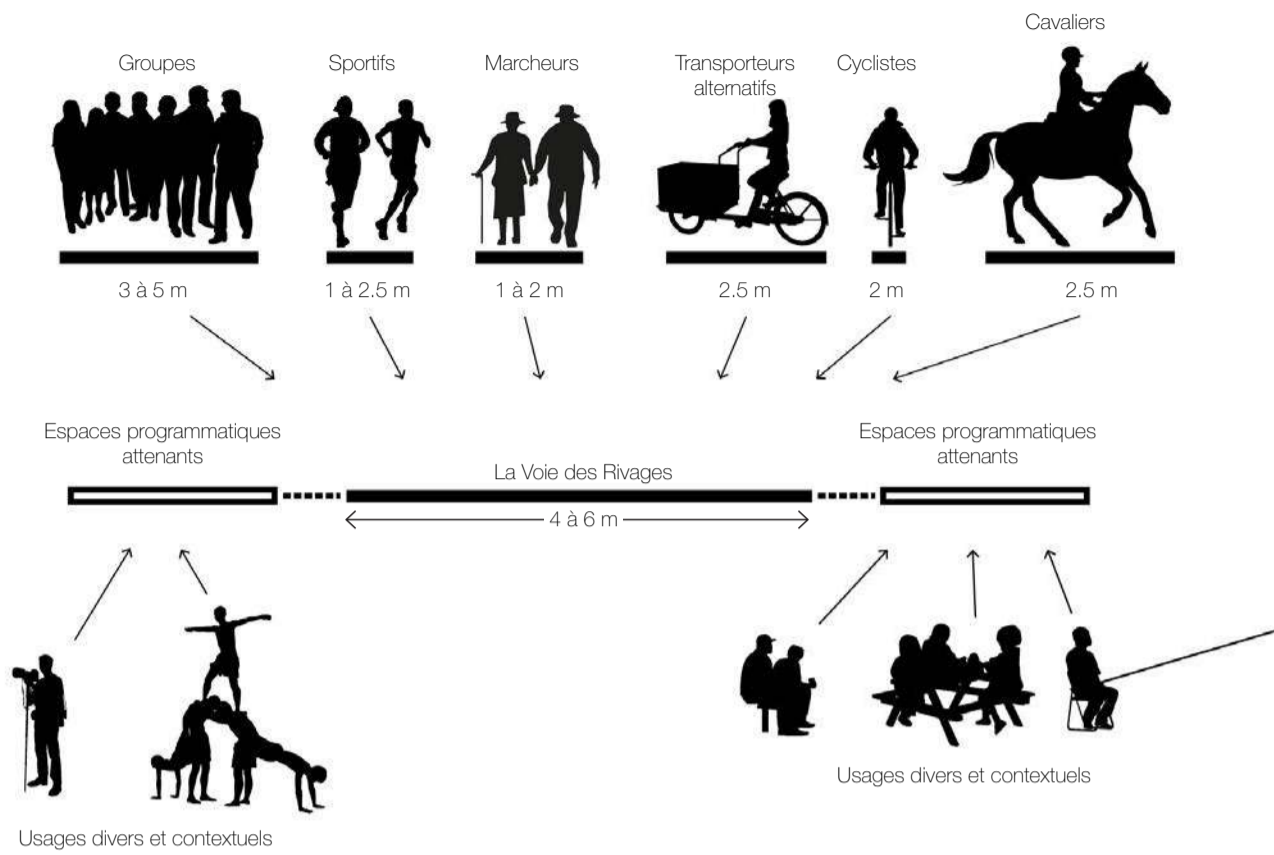 Cavaliers
Groupes
Sportifs
Marcheurs
Transporteurs
alternatifs
Cyclistes
3 à 5 m
1 à 2.5 m
1 à 2 m
2.5 m
2 m
2.5 m
Espaces programmatiques
attenants
La Voie des Rivages
4 à 6 m
Espaces programmatiques
attenants
Usages divers et contextuels
Usages divers et contextuels